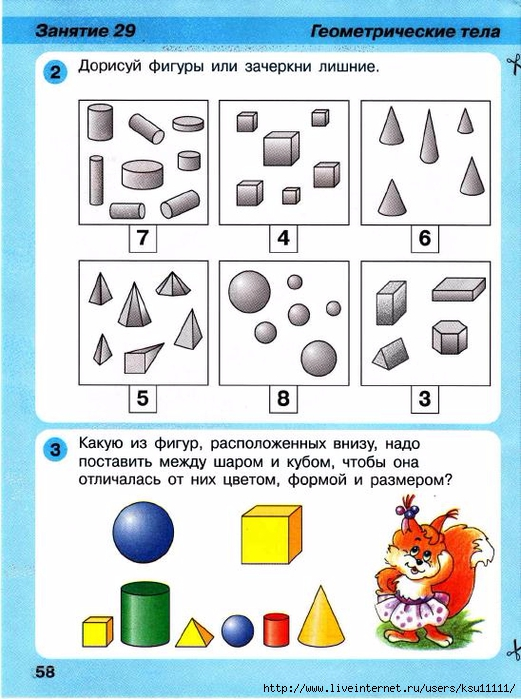 Занятие 29 Геометрические тела
2 Дорисуй фигуры или зачеркни лишние.
7 4 6
5 8 3
3 Какую из фигур, расположенных внизу, надо
поставить между шаром и кубом, чтобы она
отличалась от них цветом, формой и размером?
58
http://www.liveinternet.ru/users/ksu11111/